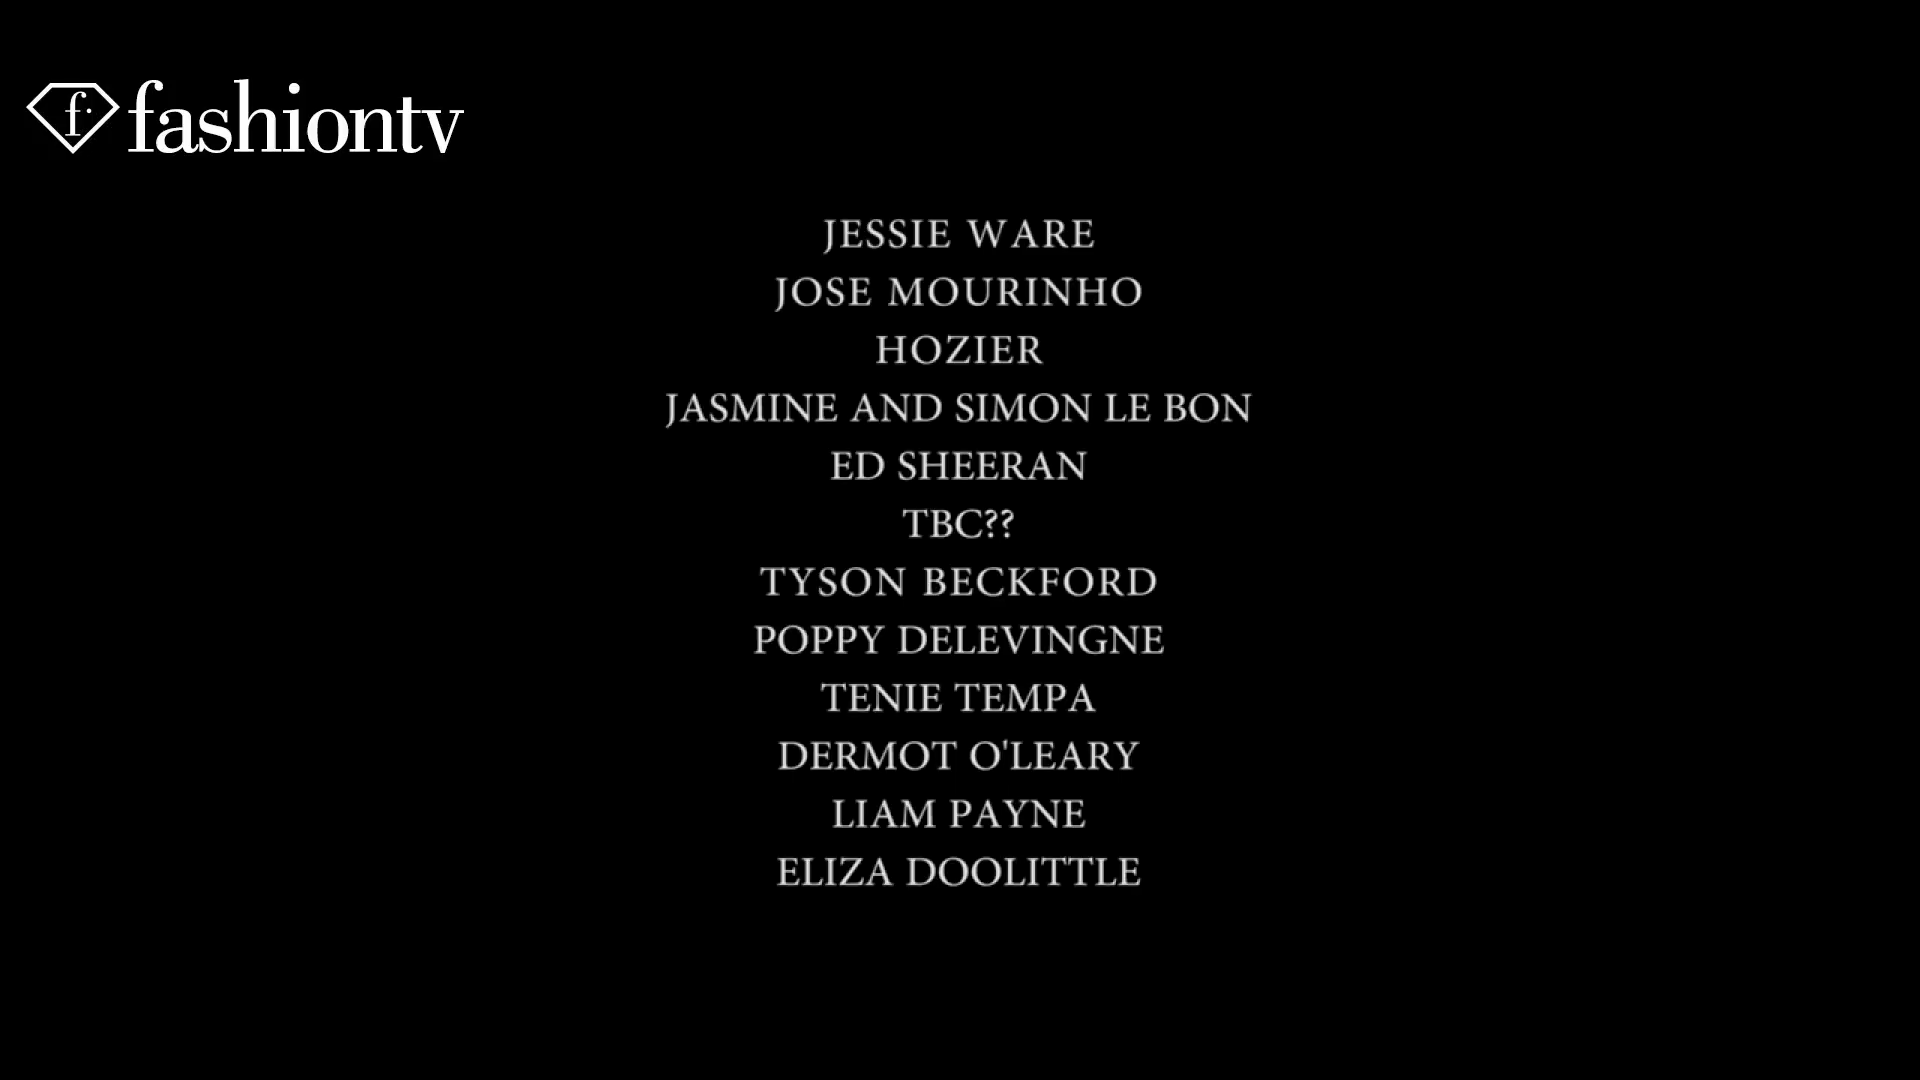 f.
fashiontv
JESSIE WARE
JOSE MOURINHO
HOZIER
JASMINE AND SIMON LE BON
ED SHEERAN
TBC??
TYSON BECKFORD
POPPY DELEVINGNE
TENIE TEMPA
DERMOT O'LEARY
LIAM PAYNE
ELIZA DOOLITTLE